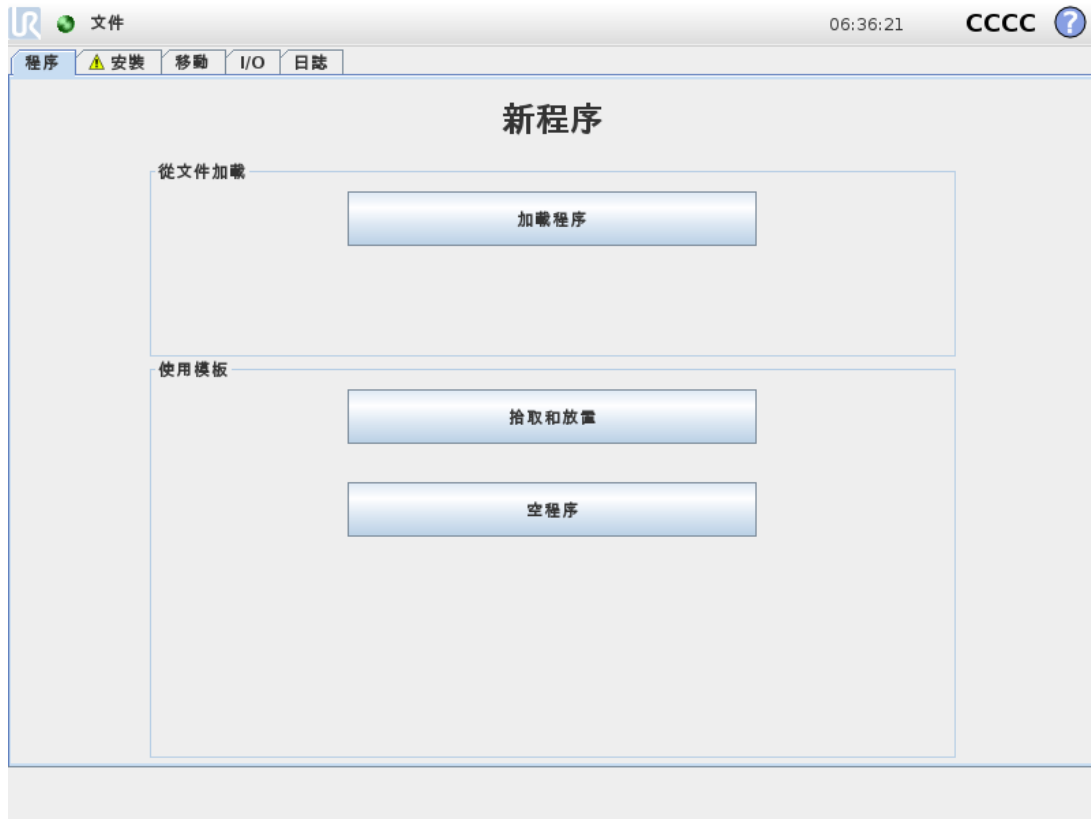 UR 文件 06:36:21 CCCC ?
程序 安裝 移動 I/O 日誌
新程序
從文件加載
加載程序
使用模板
拾取和放置
空程序